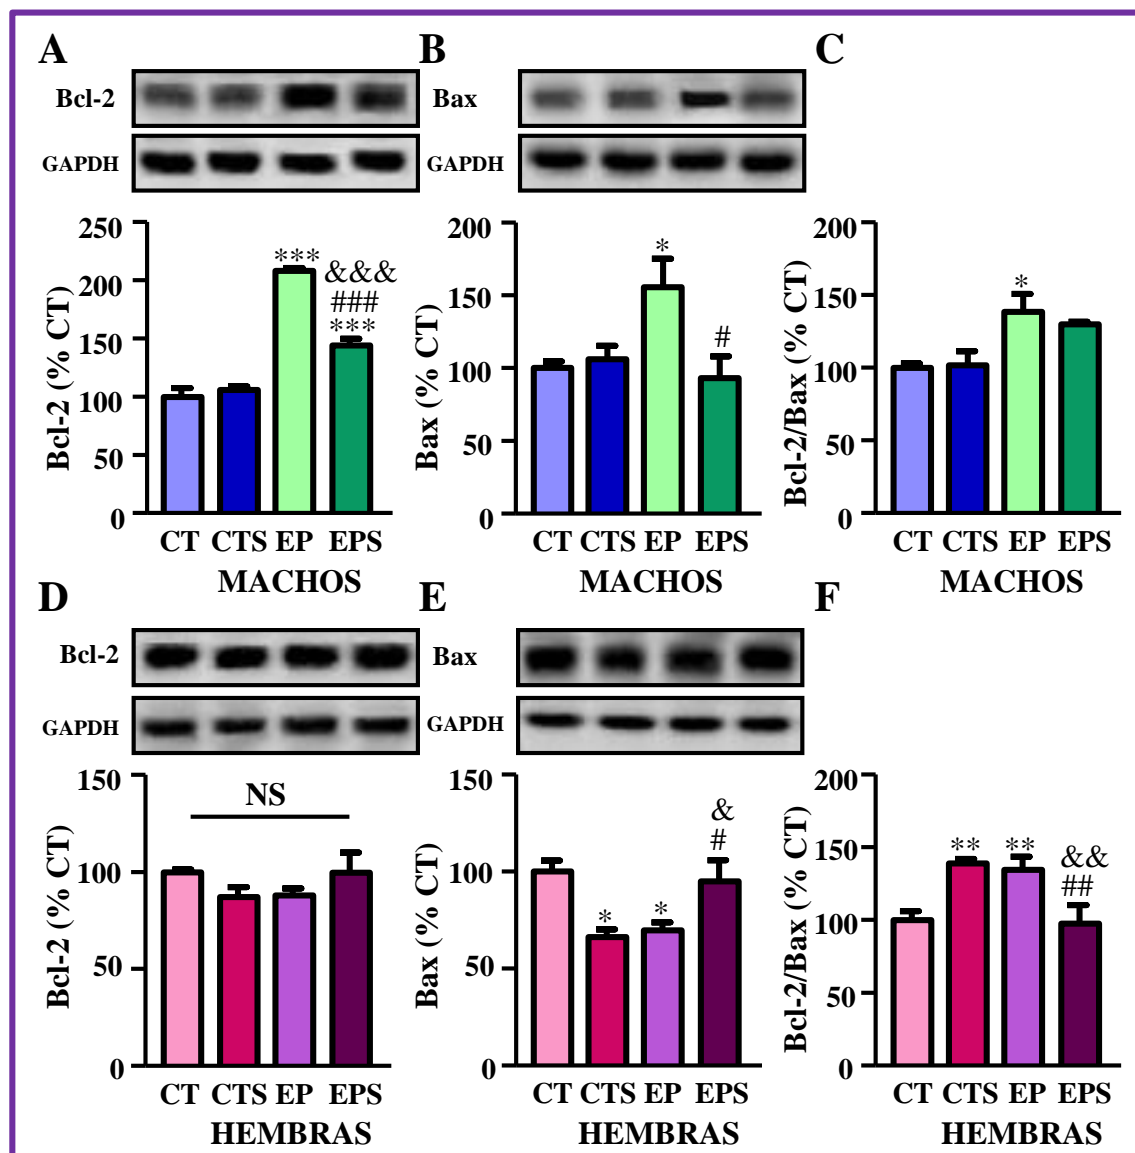 A
B
C
Bcl-2
GAPDH
Bax
GAPDH
Bcl-2 (% CT)
250
200
150
100
50
0
***
&&&
###
***
CT CTS EP EPS
MACHOS
Bax (% CT)
200
150
100
50
0
*
#
CT CTS EP EPS
MACHOS
Bcl-2/Bax (% CT)
200
150
100
50
0
*
CT CTS EP EPS
MACHOS
D
E
F
Bcl-2
GAPDH
Bax
GAPDH
Bcl-2 (% CT)
150
100
50
0
NS
CT CTS EP EPS
HEMBRAS
Bax (% CT)
150
100
50
0
*
*
&
#
CT CTS EP EPS
HEMBRAS
Bcl-2/Bax (% CT)
200
150
100
50
0
**
**
&&
##
CT CTS EP EPS
HEMBRAS